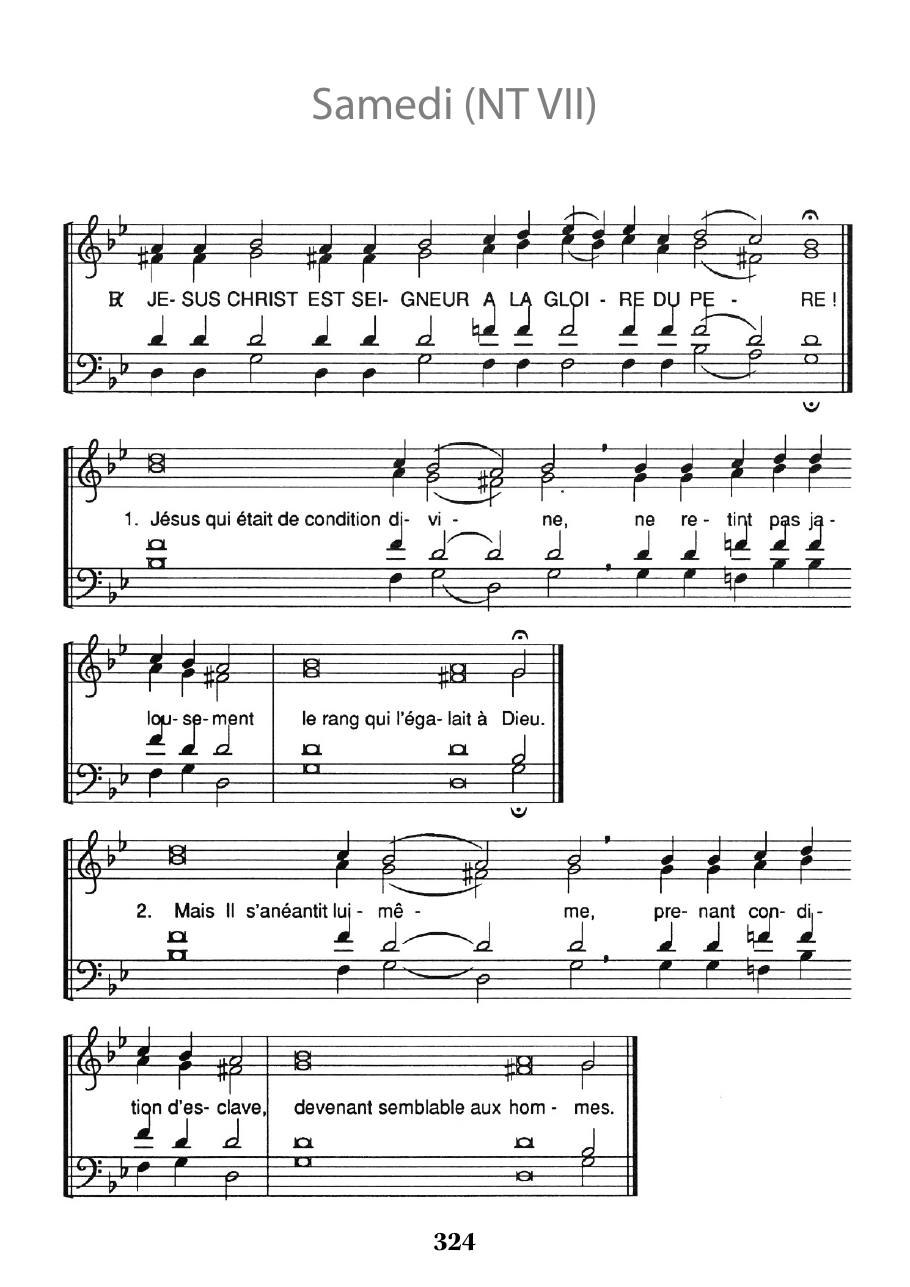 Samedi (NT VII)
℟ JE- SUS CHRIST EST SEI- GNEUR A LA GLOI - RE DU PE - RE !
1. Jésus qui était de condition di- vi - ne, ne re - tint pas ja -
lou- se- ment le rang qui l'éga- lait à Dieu.
2. Mais Il s'anéantit lui- mê - me, pre- nant con- di -
tion d'es- clave, devenant semblable aux hom - mes.
324